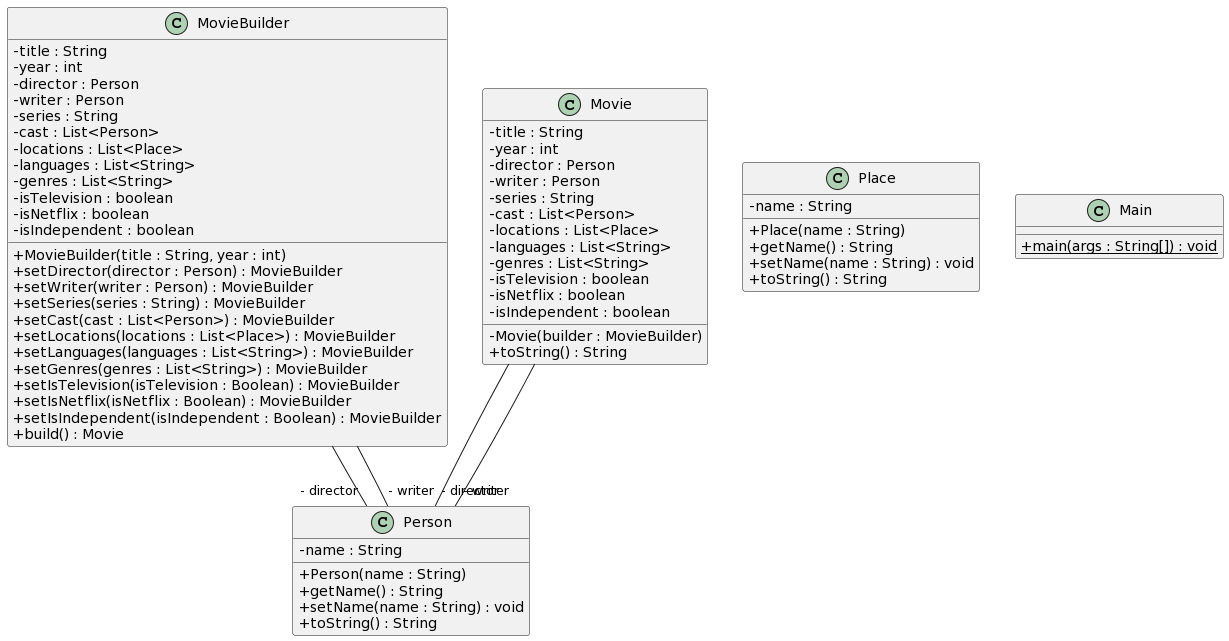 C MovieBuilder
-title : String
-year : int
-director : Person
-writer : Person
-series : String
-cast : List<Person>
-locations : List<Place>
-languages : List<String>
-genres : List<String>
-isTelevision : boolean
-isNetflix : boolean
-isIndependent : boolean
+MovieBuilder(title : String, year : int)
+setDirector(director : Person) : MovieBuilder
+setWriter(writer : Person) : MovieBuilder
+setSeries(series : String) : MovieBuilder
+setCast(cast : List<Person>) : MovieBuilder
+setLocations(locations : List<Place>) : MovieBuilder
+setLanguages(languages : List<String>) : MovieBuilder
+setGenres(genres : List<String>) : MovieBuilder
+setIsTelevision(isTelevision : Boolean) : MovieBuilder
+setIsNetflix(isNetflix : Boolean) : MovieBuilder
+setIsIndependent(isIndependent : Boolean) : MovieBuilder
+build() : Movie
C Movie
-title : String
-year : int
-director : Person
-writer : Person
-series : String
-cast : List<Person>
-locations : List<Place>
-languages : List<String>
-genres : List<String>
-isTelevision : boolean
-isNetflix : boolean
-isIndependent : boolean
-Movie(builder : MovieBuilder)
+toString() : String
C Place
-name : String
+Place(name : String)
+getName() : String
+setName(name : String) : void
+toString() : String
C Main
+main(args : String[]) : void
- director
- writer
- director
- writer
C Person
-name : String
+Person(name : String)
+getName() : String
+setName(name : String) : void
+toString() : String